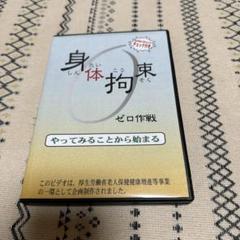 身体拘束
しんたいこうそく
0
ゼロ作戦
やってみることから始まる
このビデオは、厚生労働省老人保健健康増進等事業
の一環として企画制作されました。